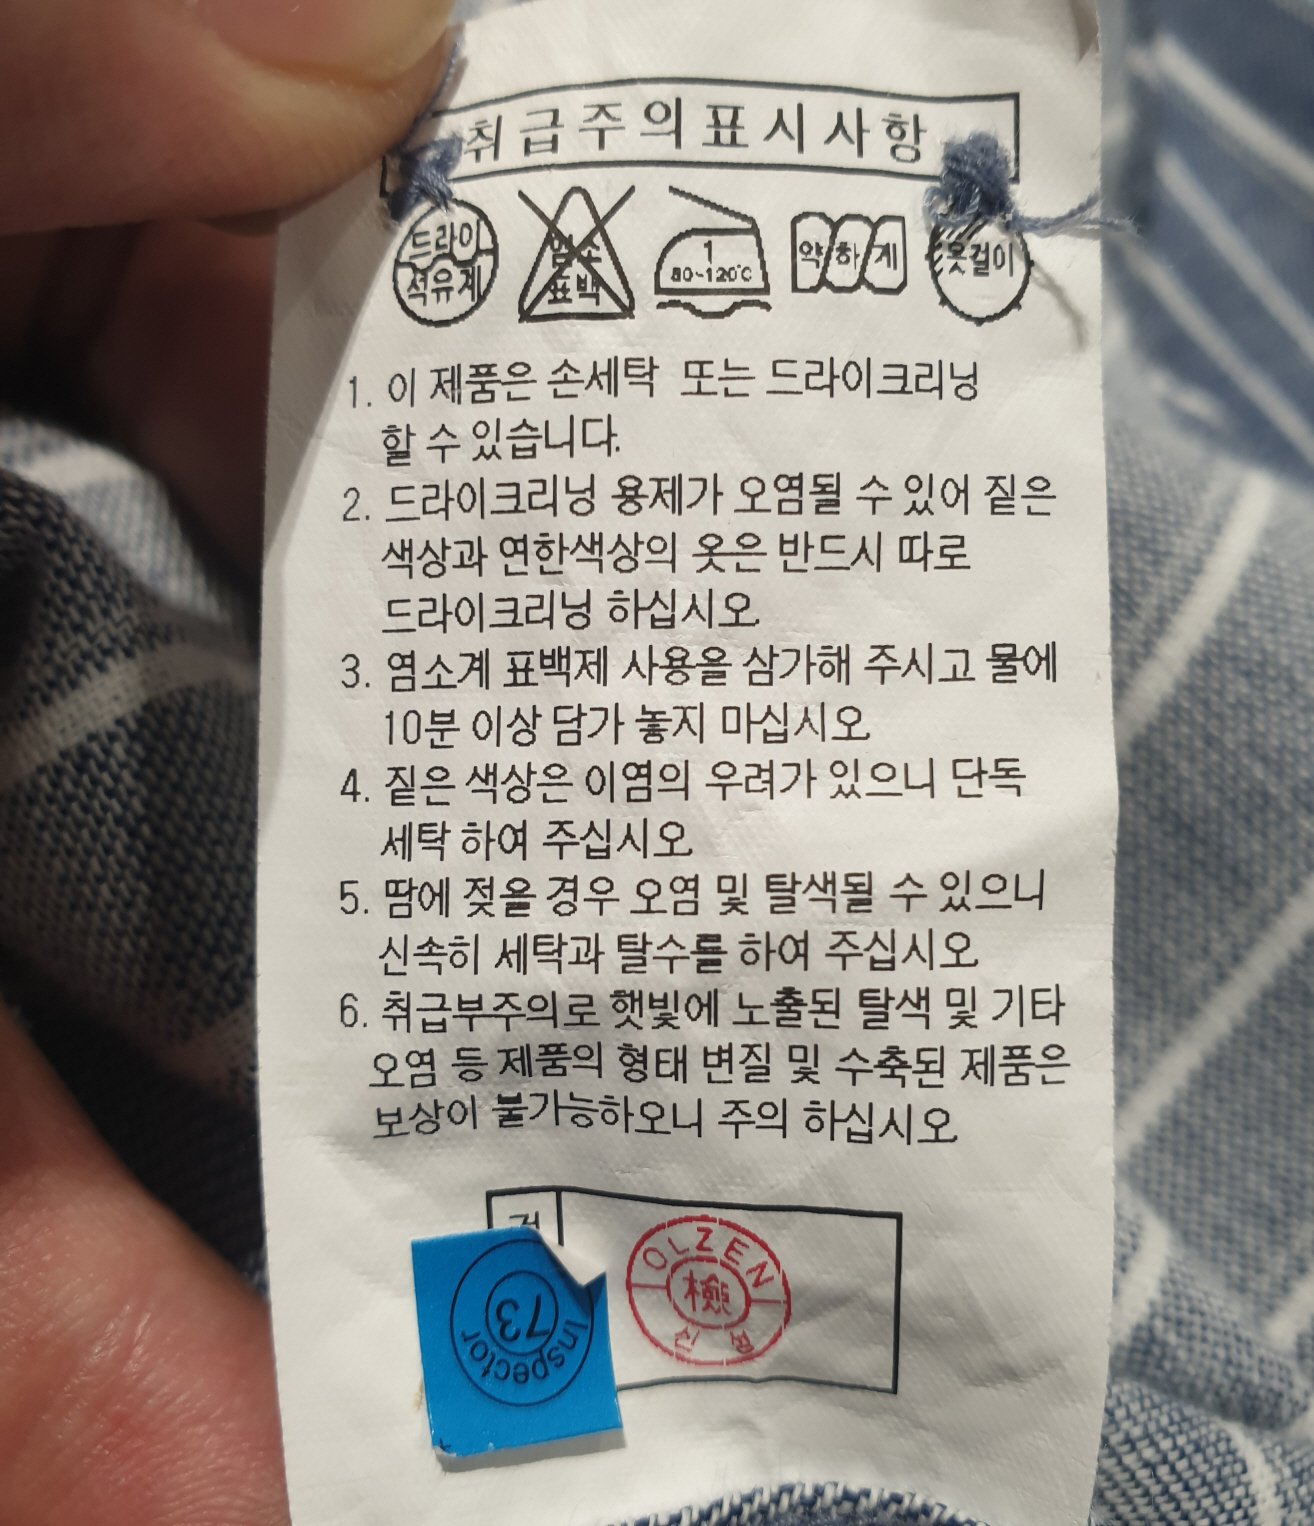 취급주의표시사항
드라이
석유계
염소
표백
1
80~120℃
약하게
옷걸이
1. 이 제품은 손세탁 또는 드라이크리닝
할 수 있습니다.
2. 드라이크리닝 용제가 오염될 수 있어 짙은
색상과 연한색상의 옷은 반드시 따로
드라이크리닝 하십시오.
3. 염소계 표백제 사용을 삼가해 주시고 물에
10분 이상 담가 놓지 마십시오.
4. 짙은 색상은 이염의 우려가 있으니 단독
세탁 하여 주십시오.
5. 땀에 젖을 경우 오염 및 탈색될 수 있으니
신속히 세탁과 탈수를 하여 주십시오.
6. 취급부주의로 햇빛에 노출된 탈색 및 기타
오염 등 제품의 형태 변질 및 수축된 제품은
보상이 불가능하오니 주의 하십시오.
Inspector
73
OLZEN
檢